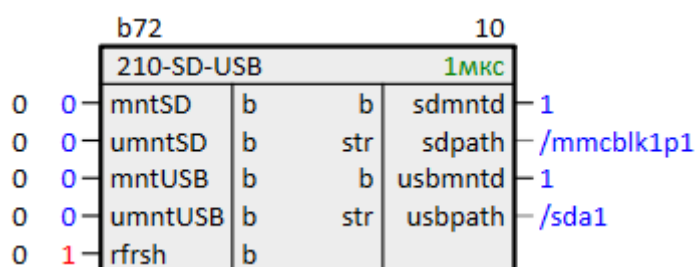 b72 10
210-SD-USB 1мкс
0 0 mntSD b b sdmntd 1
0 0 umntSD b str sdpath /mmcblk1p1
0 0 mntUSB b b usbmntd 1
0 0 umntUSB b str usbpath /sda1
0 1 rfrsh b